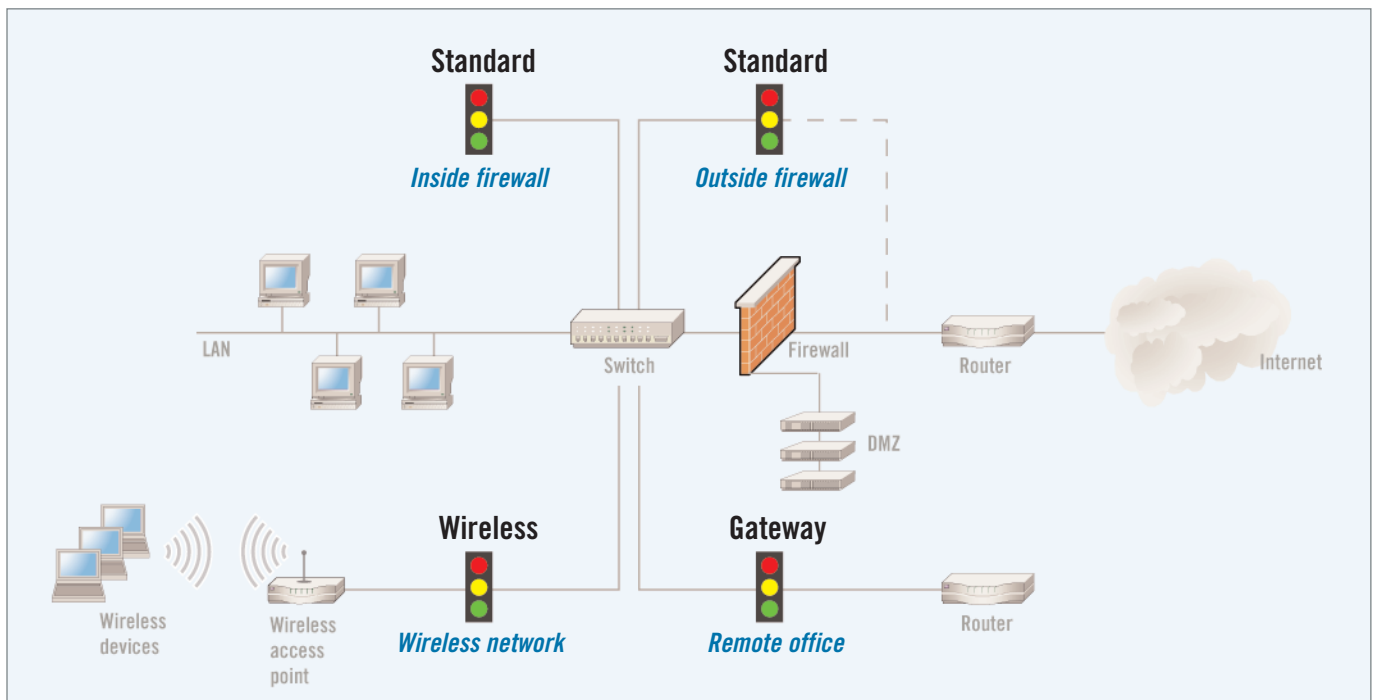 Standard
Standard
Inside firewall
Outside firewall
LAN
Switch
Firewall
Router
Internet
DMZ
Wireless
Gateway
Wireless
devices
Wireless
access
point
Wireless network
Remote office
Router